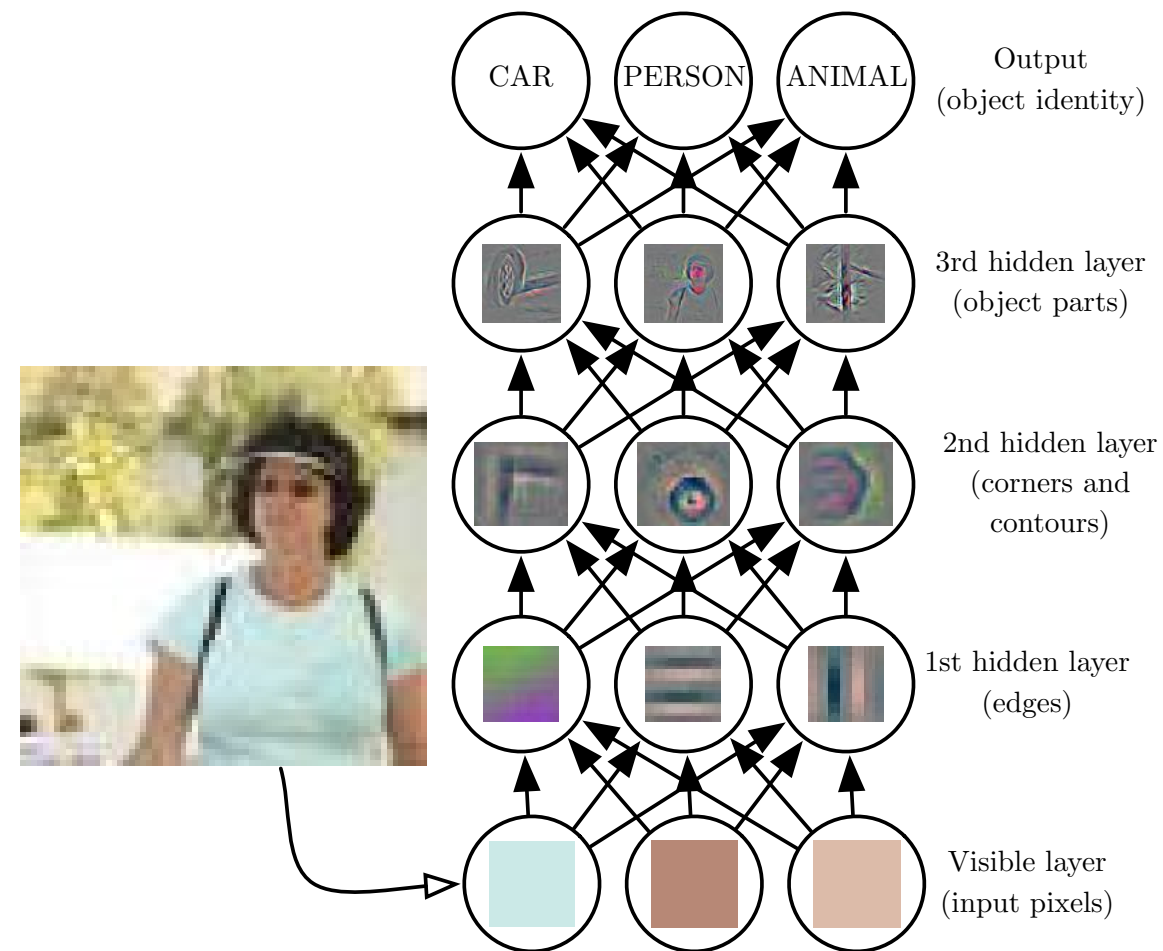 CAR
PERSON
ANIMAL
Output
(object identity)
3rd hidden layer
(object parts)
2nd hidden layer
(corners and
contours)
1st hidden layer
(edges)
Visible layer
(input pixels)